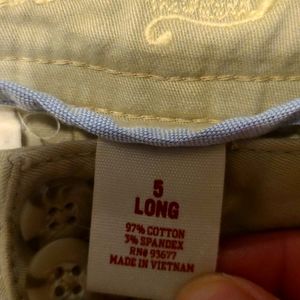 5
LONG
97% COTTON
3% SPANDEX
RN# 93677
MADE IN VIETNAM